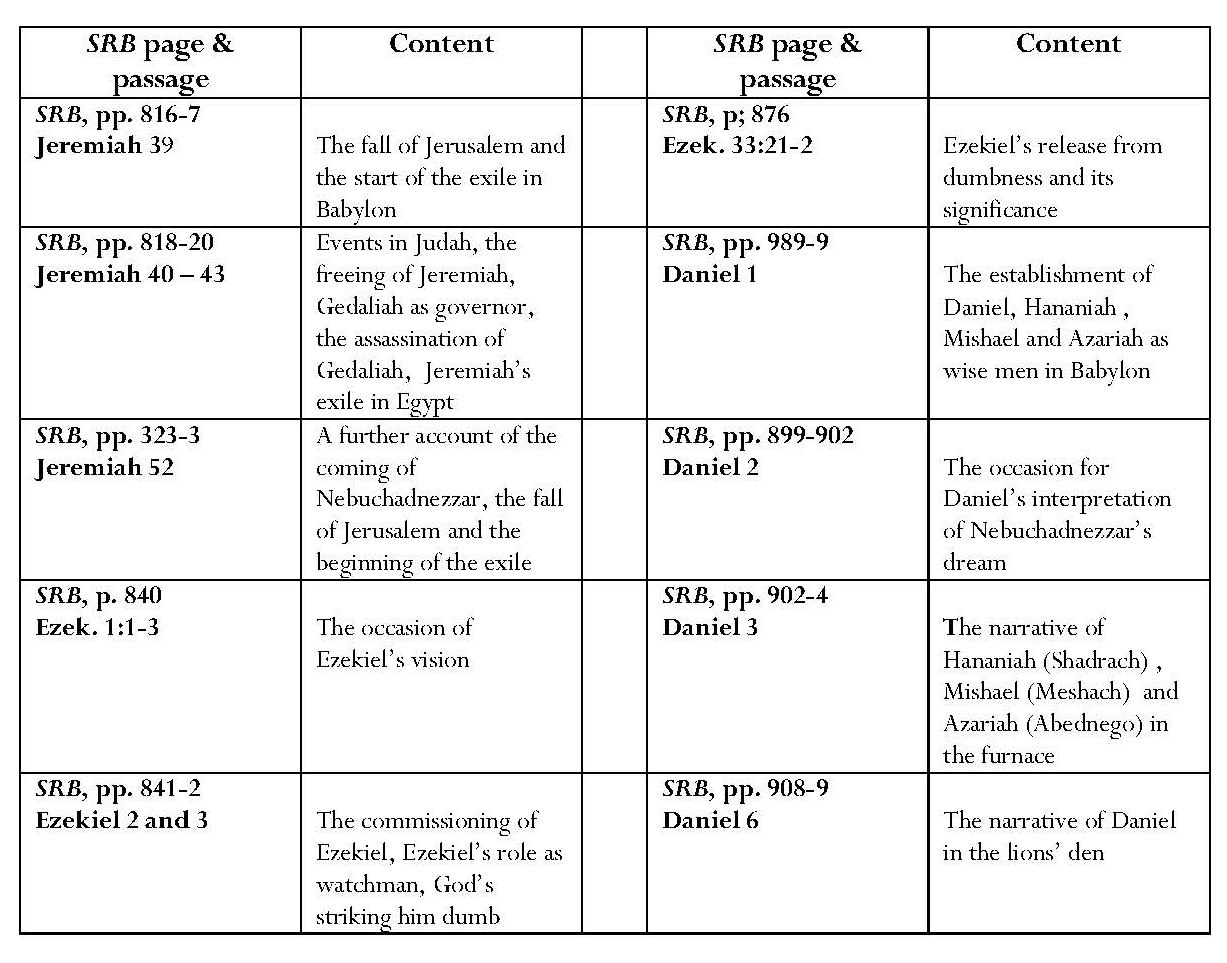 SRB page &
passage
Content
SRB page &
passage
Content
SRB, pp. 816-7
Jeremiah 39
The fall of Jerusalem and
the start of the exile in
Babylon
SRB, p; 876
Ezek. 33:21-2
Ezekiel’s release from
dumbness and its
significance
SRB, pp. 818-20
Jeremiah 40 – 43
Events in Judah, the
freeing of Jeremiah,
Gedaliah as governor,
the assassination of
Gedaliah, Jeremiah’s
exile in Egypt
SRB, pp. 989-9
Daniel 1
The establishment of
Daniel, Hananiah ,
Mishael and Azariah as
wise men in Babylon
SRB, pp. 323-3
Jeremiah 52
A further account of the
coming of
Nebuchadnezzar, the fall
of Jerusalem and the
beginning of the exile
SRB, pp. 899-902
Daniel 2
The occasion for
Daniel’s interpretation
of Nebuchadnezzar’s
dream
SRB, p. 840
Ezek. 1:1-3
The occasion of
Ezekiel’s vision
SRB, pp. 902-4
Daniel 3
The narrative of
Hananiah (Shadrach) ,
Mishael (Meshach) and
Azariah (Abednego) in
the furnace
SRB, pp. 841-2
Ezekiel 2 and 3
The commissioning of
Ezekiel, Ezekiel’s role as
watchman, God’s
striking him dumb
SRB, pp. 908-9
Daniel 6
The narrative of Daniel
in the lions’ den